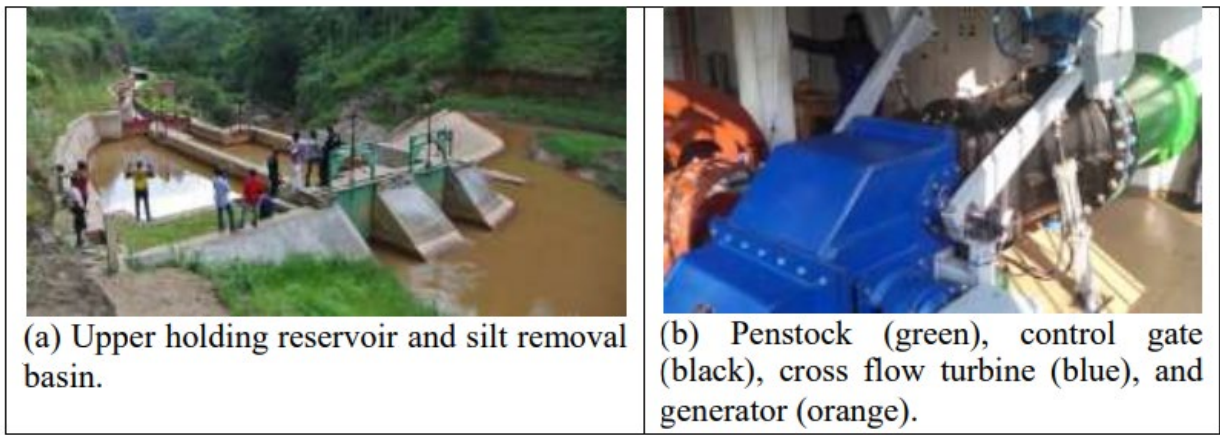 (a) Upper holding reservoir and silt removal
basin.
(b) Penstock (green), control gate
(black), cross flow turbine (blue), and
generator (orange).